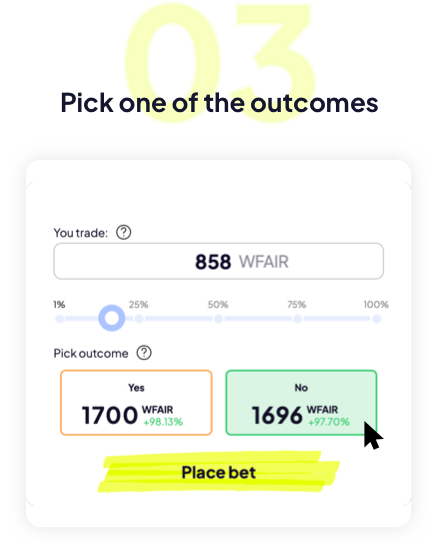 03
Pick one of the outcomes
You trade: ?
858 WFAIR
1% 25% 50% 75% 100%
Pick outcome ?
Yes
1700 WFAIR
+98.13%
No
1696 WFAIR
+97.70%
Place bet